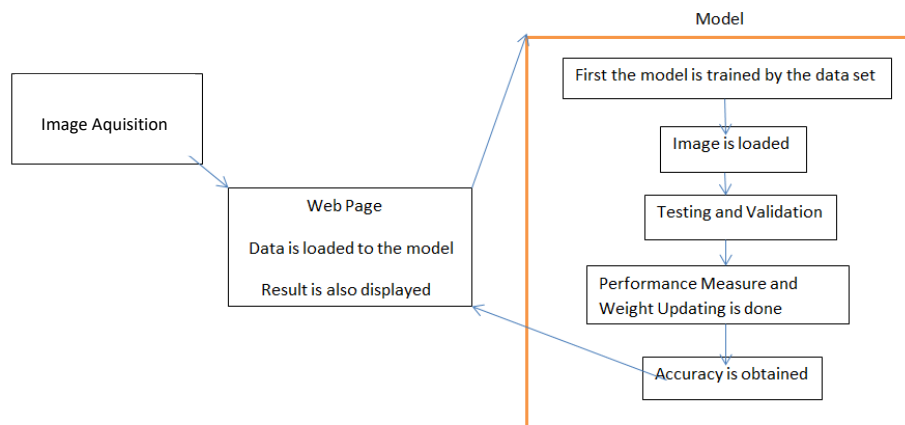 Model
First the model is trained by the data set
Image Aquisition
Image is loaded
Web Page
Data is loaded to the model
Result is also displayed
Testing and Validation
Performance Measure and
Weight Updating is done
Accuracy is obtained